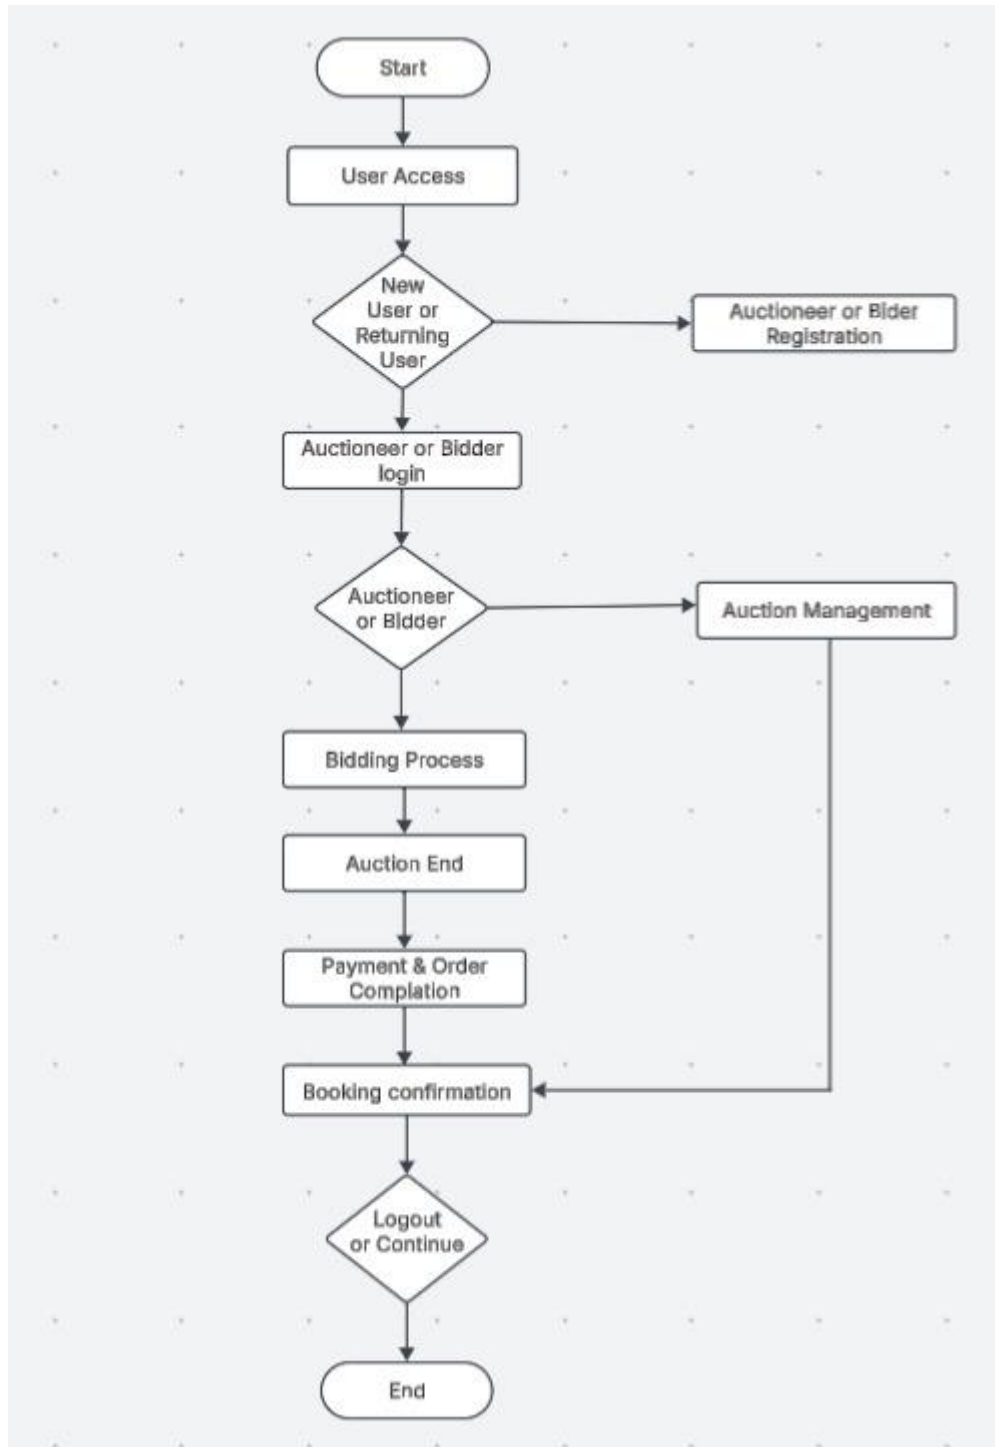 Start
User Access
New
User or
Returning
User
Auctioneer or Bider
Registration
Auctioneer or Bidder
login
Auctioneer
or Bidder
Auction Management
Bidding Process
Auction End
Payment & Order
Complation
Booking confirmation
Logout
or Continue
End